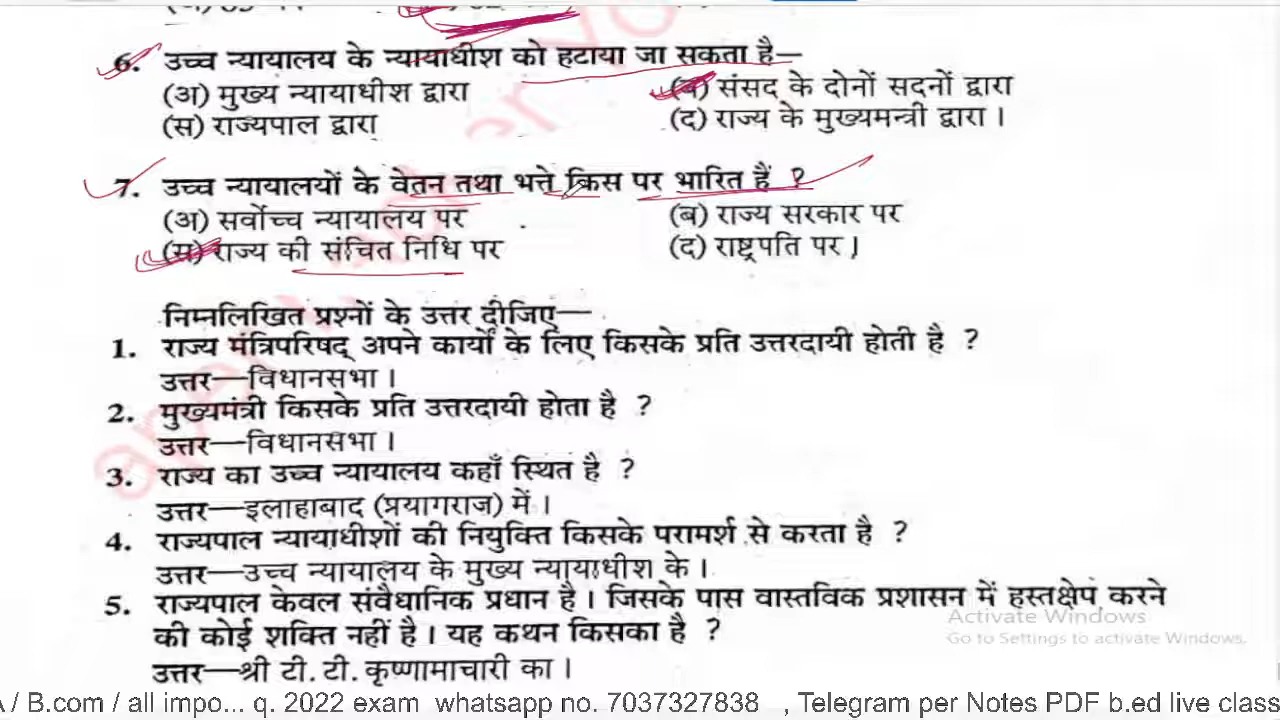 6. उच्च न्यायालय के न्यायाधीश को हटाया जा सकता है—
(अ) मुख्य न्यायाधीश द्वारा (ब) संसद के दोनों सदनों द्वारा
(स) राज्यपाल द्वारा (द) राज्य के मुख्यमन्त्री द्वारा।
7. उच्च न्यायालयों के वेतन तथा भत्ते किस पर भारित हैं ?
(अ) सर्वोच्च न्यायालय पर (ब) राज्य सरकार पर
(स) राज्य की संचित निधि पर (द) राष्ट्रपति पर।
निम्नलिखित प्रश्नों के उत्तर दीजिए—
1. राज्य मंत्रिपरिषद् अपने कार्यों के लिए किसके प्रति उत्तरदायी होती है ?
उत्तर—विधानसभा।
2. मुख्यमंत्री किसके प्रति उत्तरदायी होता है ?
उत्तर—विधानसभा।
3. राज्य का उच्च न्यायालय कहाँ स्थित है ?
उत्तर—इलाहाबाद (प्रयागराज) में।
4. राज्यपाल न्यायाधीशों की नियुक्ति किसके परामर्श से करता है ?
उत्तर—उच्च न्यायालय के मुख्य न्यायाधीश के।
5. राज्यपाल केवल संवैधानिक प्रधान है। जिसके पास वास्तविक प्रशासन में हस्तक्षेप करने
की कोई शक्ति नहीं है। यह कथन किसका है ?
उत्तर—श्री टी. टी. कृष्णामाचारी का।
Activate Windows
Go to Settings to activate Windows.
/ B.com / all impo... q. 2022 exam whatsapp no. 7037327838 , Telegram per Notes PDF b.ed live class